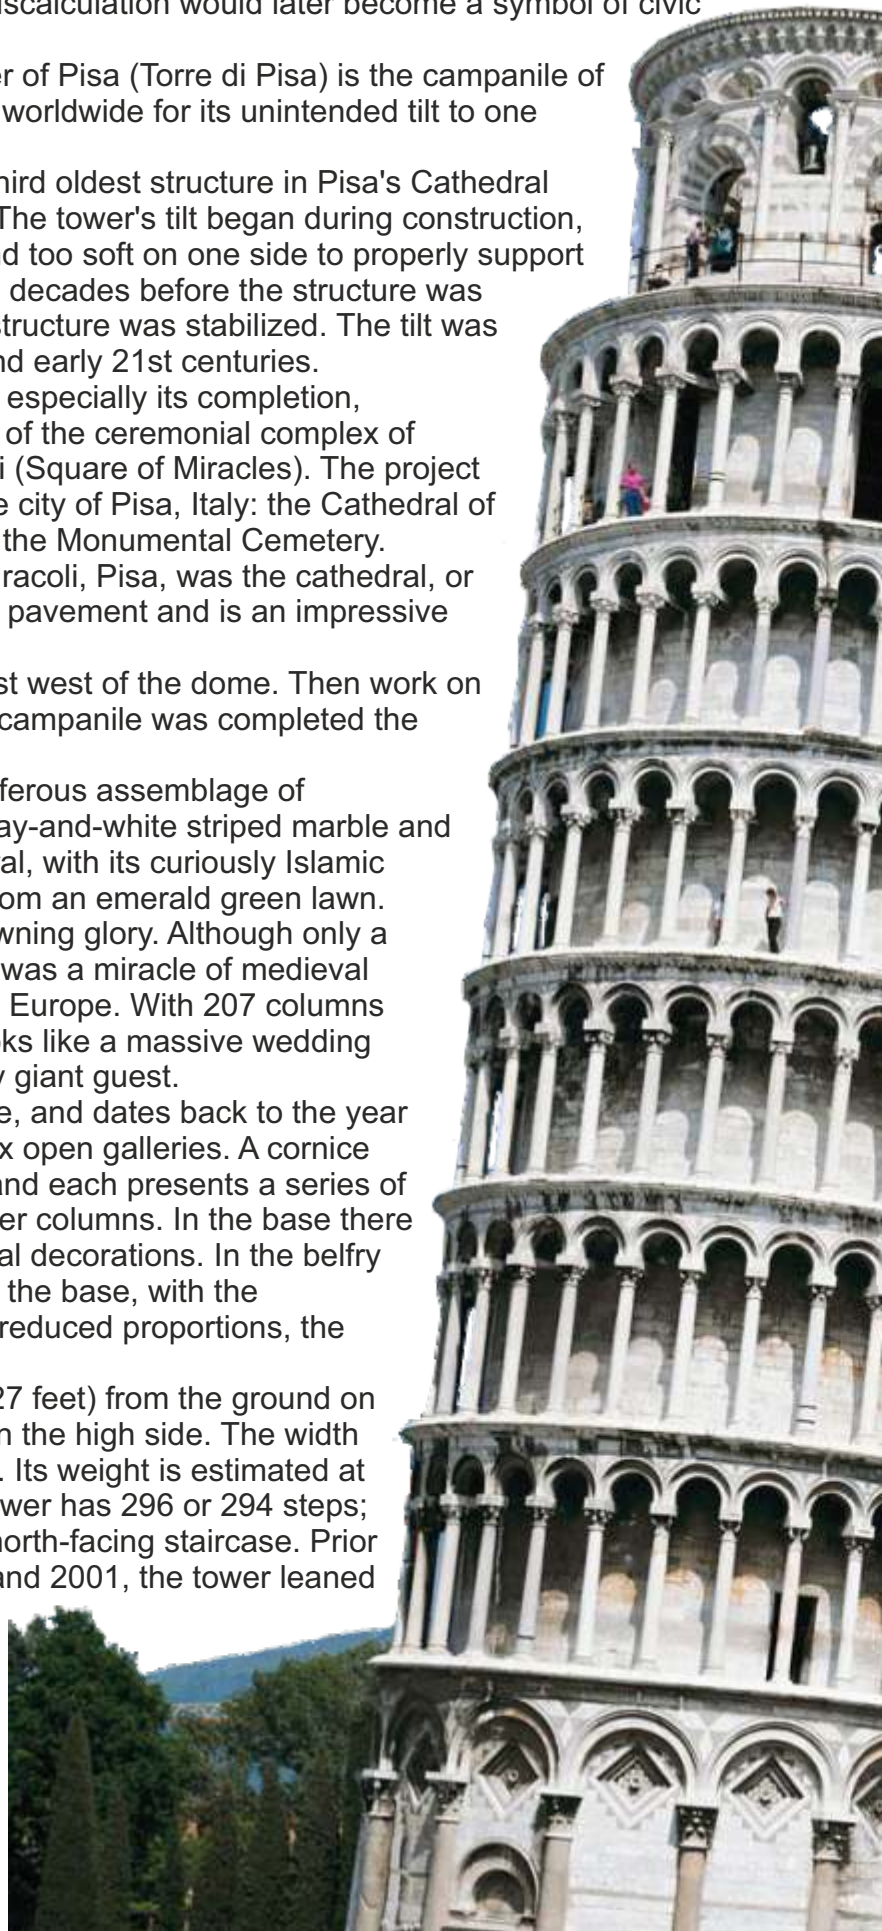 iscalculation would later become a symbol of civic
er of Pisa (Torre di Pisa) is the campanile of
worldwide for its unintended tilt to one
hird oldest structure in Pisa's Cathedral
The tower's tilt began during construction,
nd too soft on one side to properly support
decades before the structure was
structure was stabilized. The tilt was
nd early 21st centuries.
especially its completion,
of the ceremonial complex of
i (Square of Miracles). The project
e city of Pisa, Italy: the Cathedral of
the Monumental Cemetery.
racoli, Pisa, was the cathedral, or
pavement and is an impressive
st west of the dome. Then work on
campanile was completed the
ferous assemblage of
ay-and-white striped marble and
al, with its curiously Islamic
om an emerald green lawn.
wning glory. Although only a
was a miracle of medieval
Europe. With 207 columns
oks like a massive wedding
y giant guest.
e, and dates back to the year
x open galleries. A cornice
and each presents a series of
er columns. In the base there
al decorations. In the belfry
the base, with the
reduced proportions, the
27 feet) from the ground on
n the high side. The width
. Its weight is estimated at
ower has 296 or 294 steps;
north-facing staircase. Prior
and 2001, the tower leaned